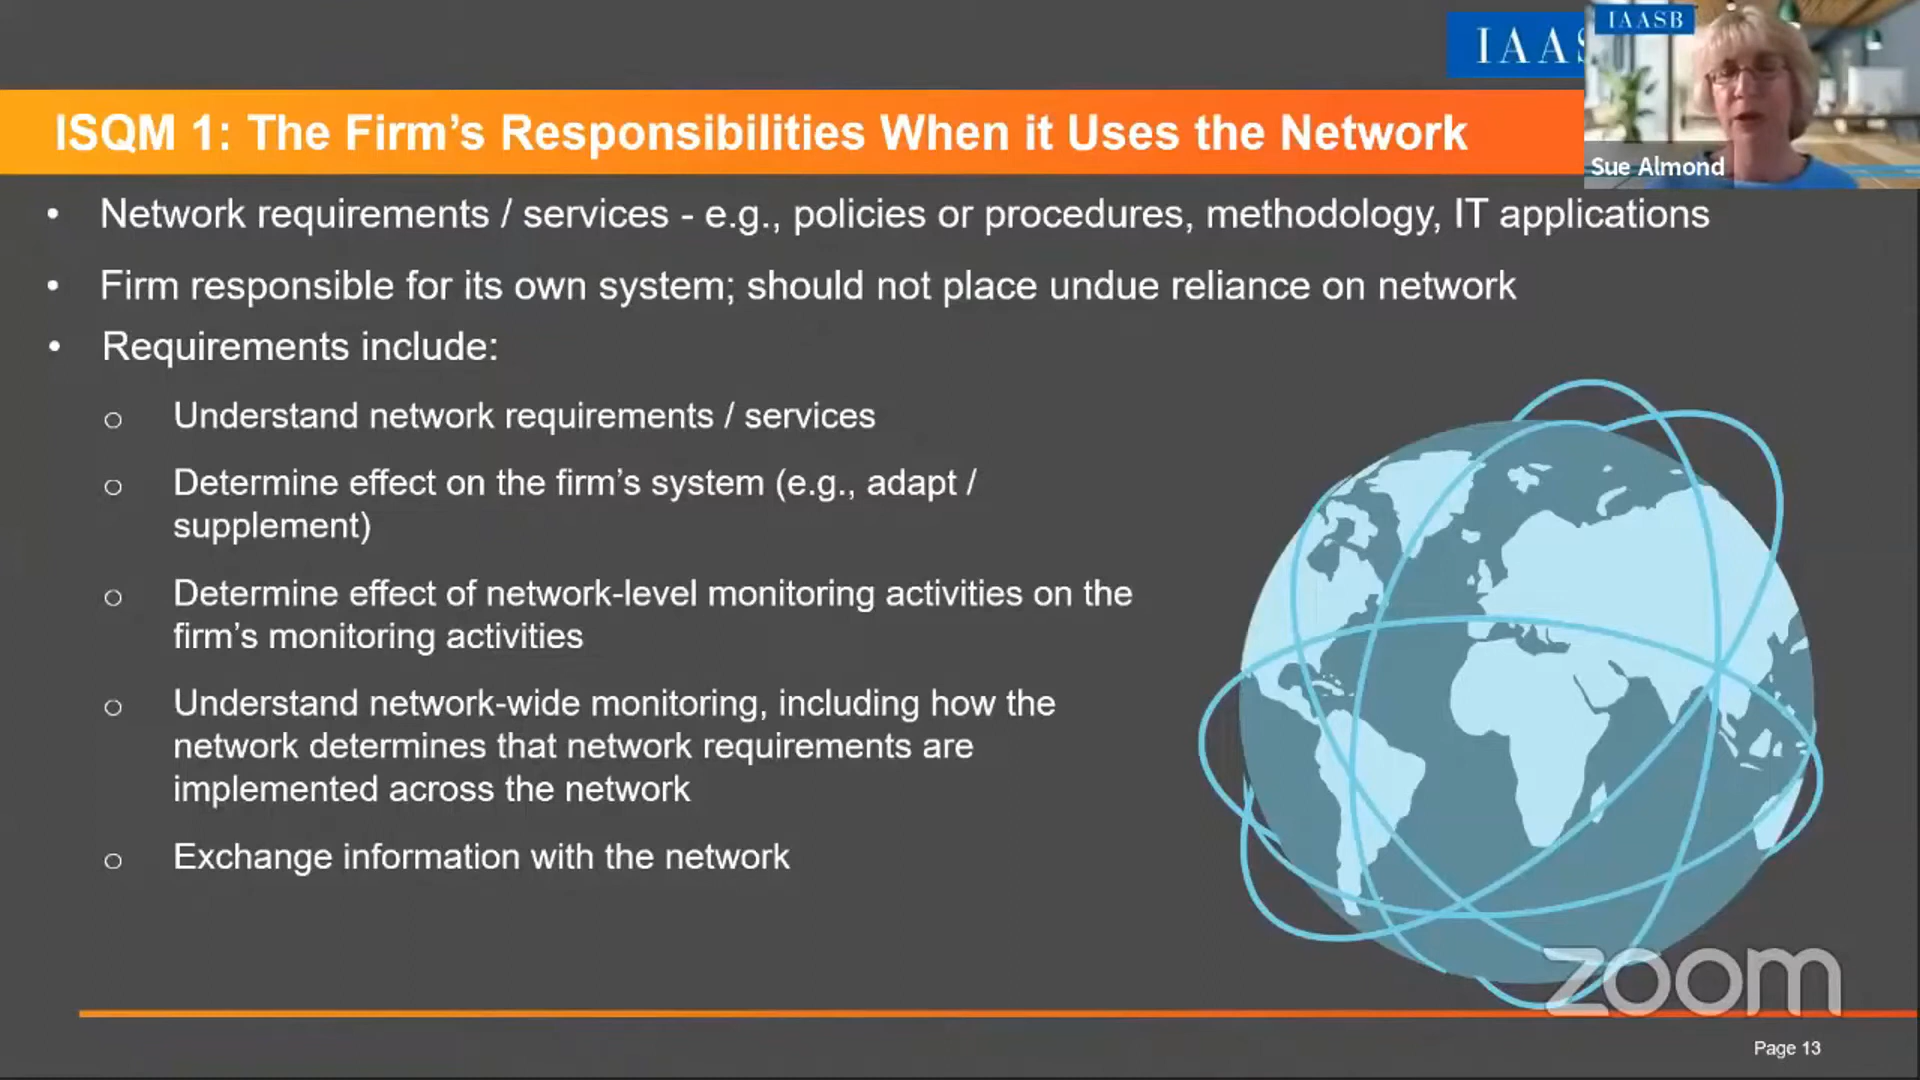 IAAS
IAASB
Sue Almond
ISQM 1: The Firm’s Responsibilities When it Uses the Network
• Network requirements / services - e.g., policies or procedures, methodology, IT applications
• Firm responsible for its own system; should not place undue reliance on network
• Requirements include:
o Understand network requirements / services
o Determine effect on the firm’s system (e.g., adapt /
supplement)
o Determine effect of network-level monitoring activities on the
firm’s monitoring activities
o Understand network-wide monitoring, including how the
network determines that network requirements are
implemented across the network
o Exchange information with the network
zoom
Page 13